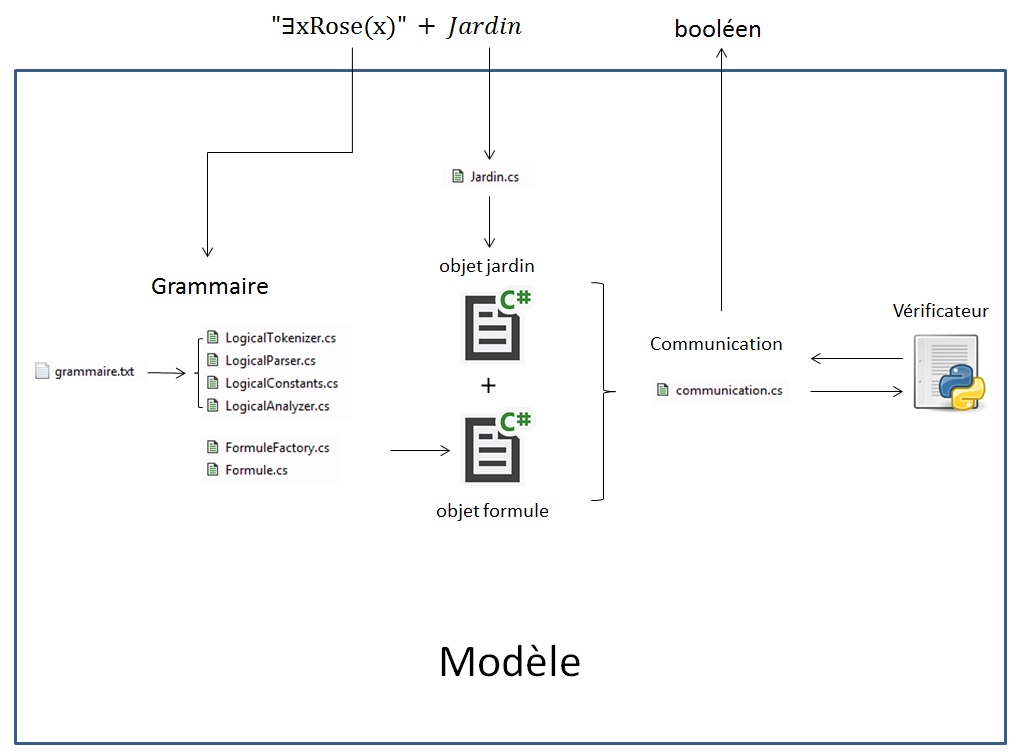 "∃xRose(x)" + Jardin
booléen
Jardin.cs
objet jardin
Grammaire
C#
Vérificateur
LogicalTokenizer.cs
Communication
LogicalParser.cs
grammaire.txt
LogicalConstants.cs
+
communication.cs
LogicalAnalyzer.cs
C#
FormuleFactory.cs
Formule.cs
objet formule
Modèle